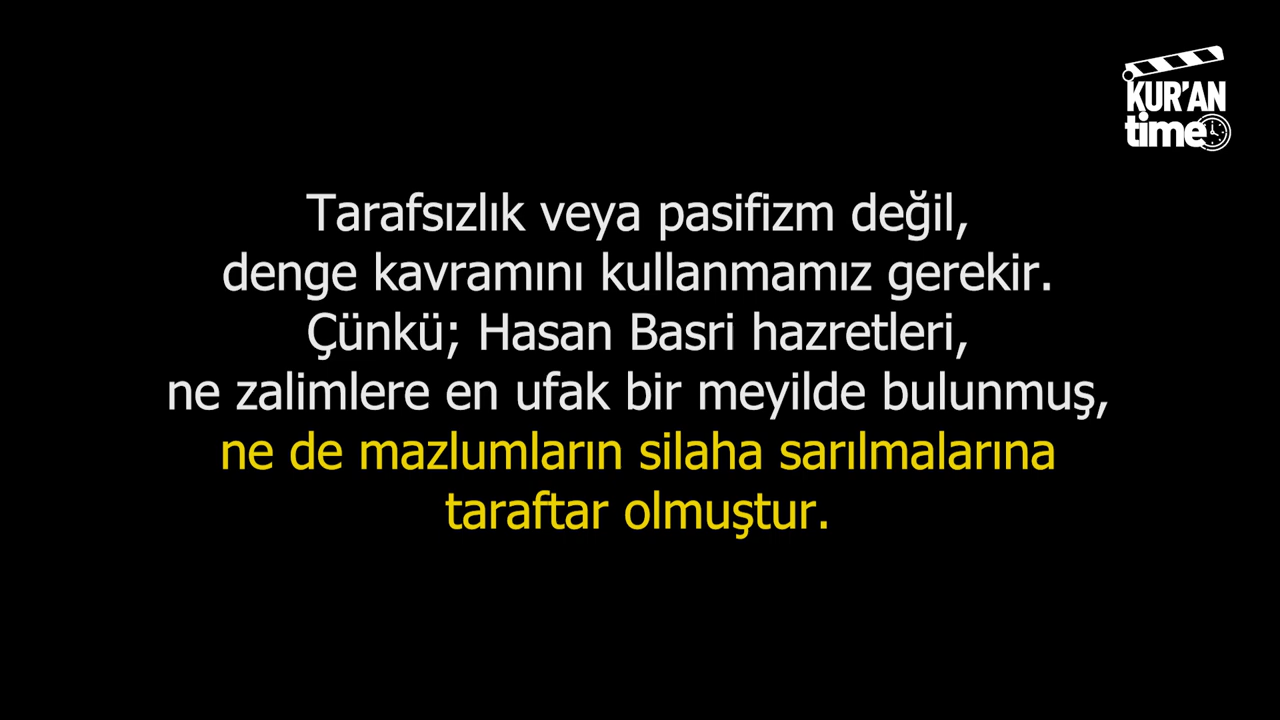 KUR'AN
time
Tarafsızlık veya pasifizm değil,
denge kavramını kullanmamız gerekir.
Çünkü; Hasan Basri hazretleri,
ne zalimlere en ufak bir meyilde bulunmuş,
ne de mazlumların silaha sarılmalarına
taraftar olmuştur.